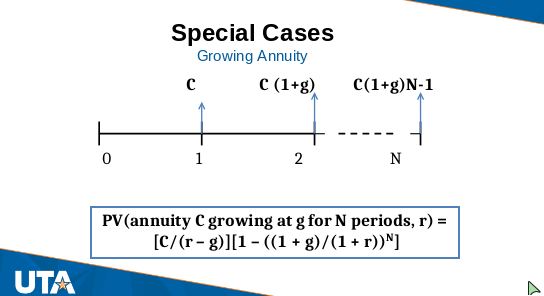 Special Cases
Growing Annuity
C C (1+g) C(1+g)N-1
0 1 2 N
PV(annuity C growing at g for N periods, r) =
[C/(r – g)][1 – ((1 + g)/(1 + r))ᴺ]
UTA